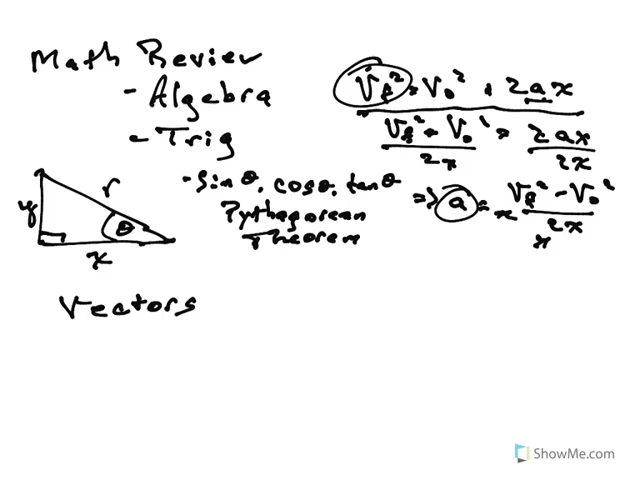 Math Review
- Algebra
- Trig
- sin θ, cos θ, tan θ
Pythagorean
Theorem
y
r
θ
x
Vectors
Vf² = V0² + 2ax
Vf² - V0² = 2ax
2x 2x
=> a = Vf² - V0²
2x
ShowMe.com